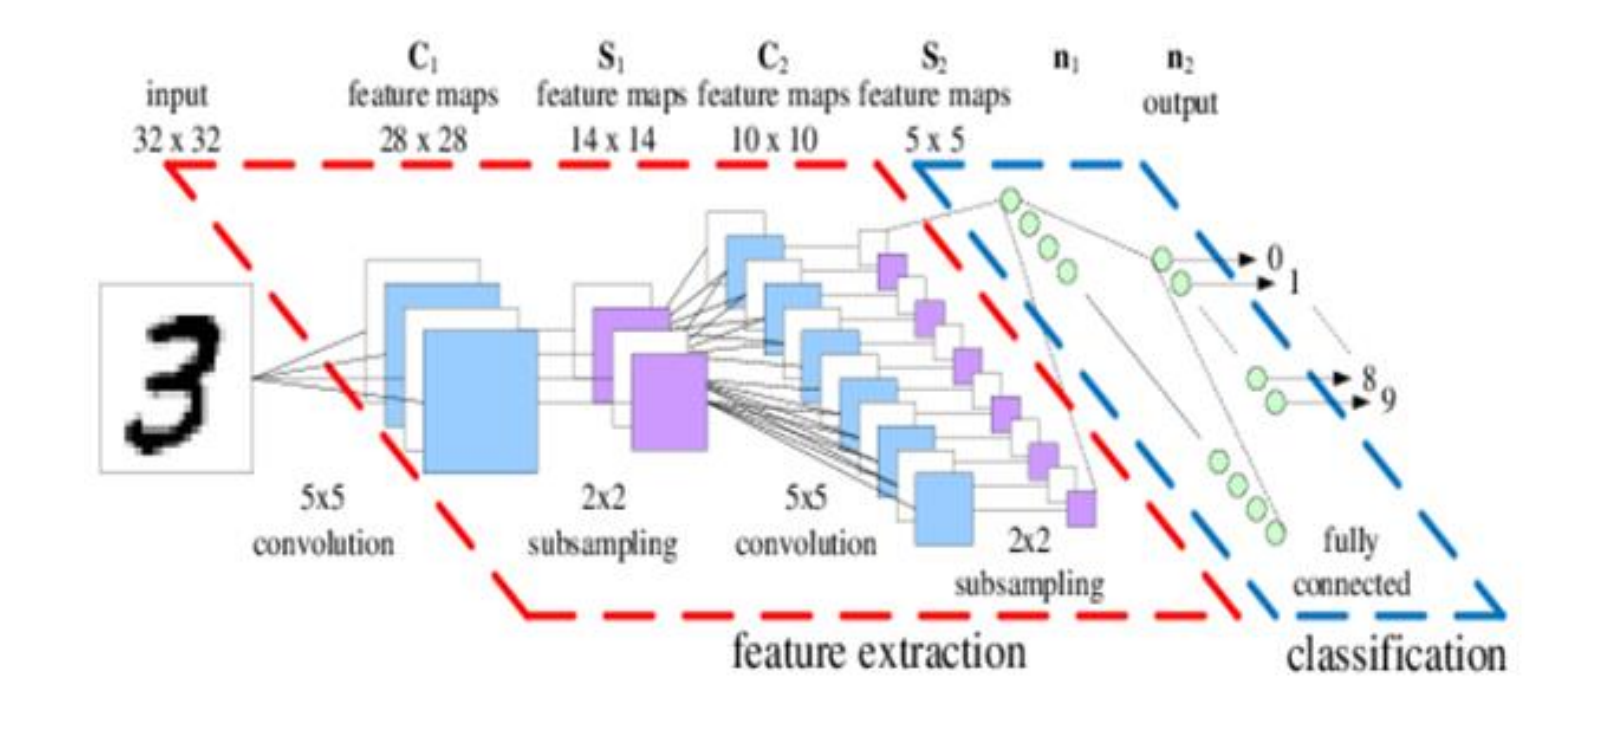 input
32 x 32
C1
feature maps
28 x 28
S1
feature maps
14 x 14
C2
feature maps
10 x 10
S2
feature maps
5 x 5
n1
n2
output
3
0
1
8
9
5x5
convolution
2x2
subsampling
5x5
convolution
2x2
subsampling
fully
connected
feature extraction
classification